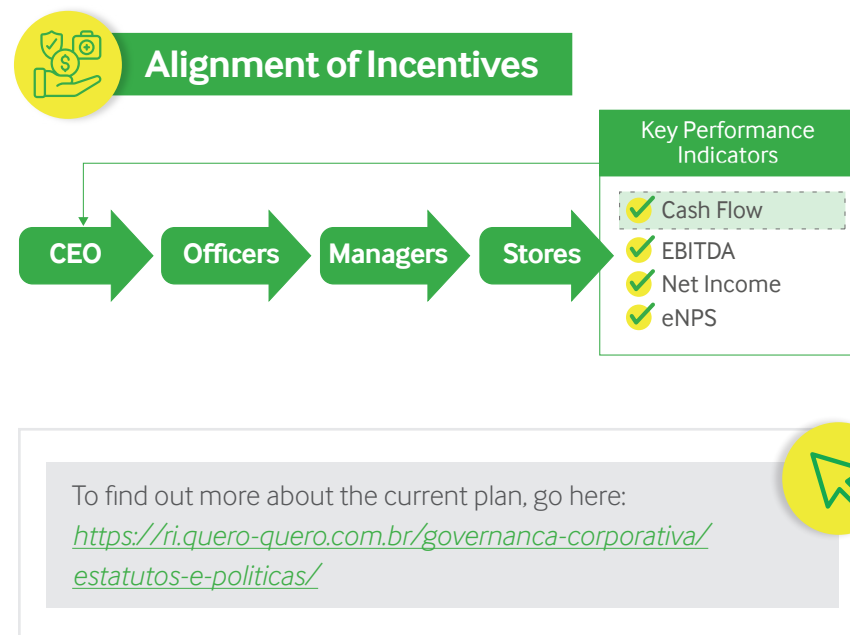 Alignment of Incentives
Key Performance
Indicators
CEO
Officers
Managers
Stores
Cash Flow
EBITDA
Net Income
eNPS
To find out more about the current plan, go here:
https://ri.quero-quero.com.br/governanca-corporativa/
estatutos-e-politicas/